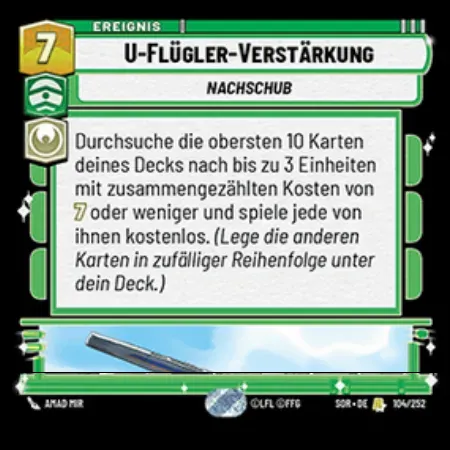 EREIGNIS
7
U-FLÜGLER-VERSTÄRKUNG
NACHSCHUB
Durchsuche die obersten 10 Karten
deines Decks nach bis zu 3 Einheiten
mit zusammengezählten Kosten von
7 oder weniger und spiele jede von
ihnen kostenlos. (Lege die anderen
Karten in zufälliger Reihenfolge unter
dein Deck.)
AMAD MIR
©LFL ©FFG
SOR • DE
104/252